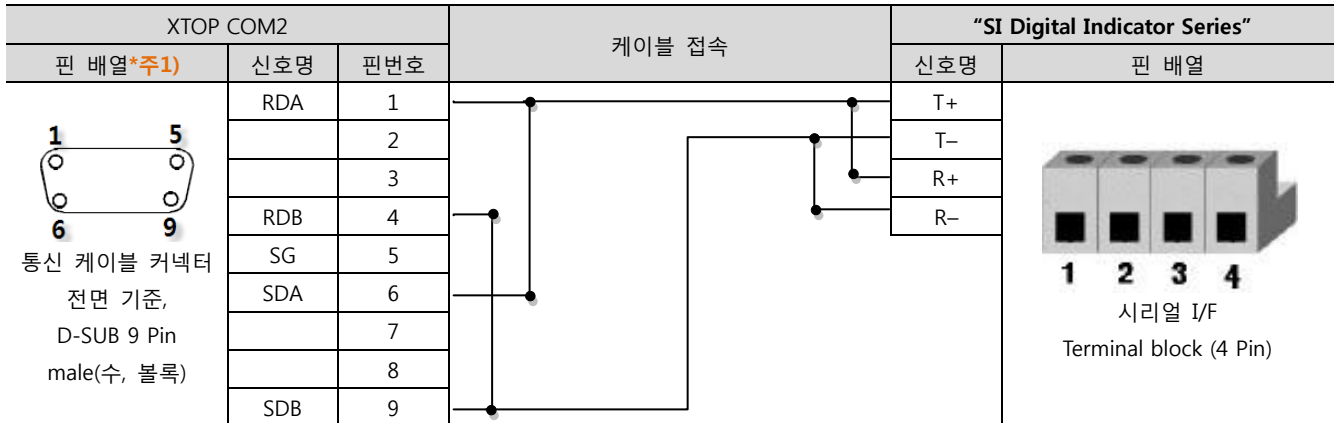 XTOP COM2 케이블 접속 “SI Digital Indicator Series”
핀 배열*주1) 신호명 핀번호 신호명 핀 배열
1 5
6 9
통신 케이블 커넥터
전면 기준,
D-SUB 9 Pin
male(수, 볼록)
RDA 1 T+
2 T–
3 R+
RDB 4 R–
SG 5
SDA 6
7
8
SDB 9
1 2 3 4
시리얼 I/F
Terminal block (4 Pin)